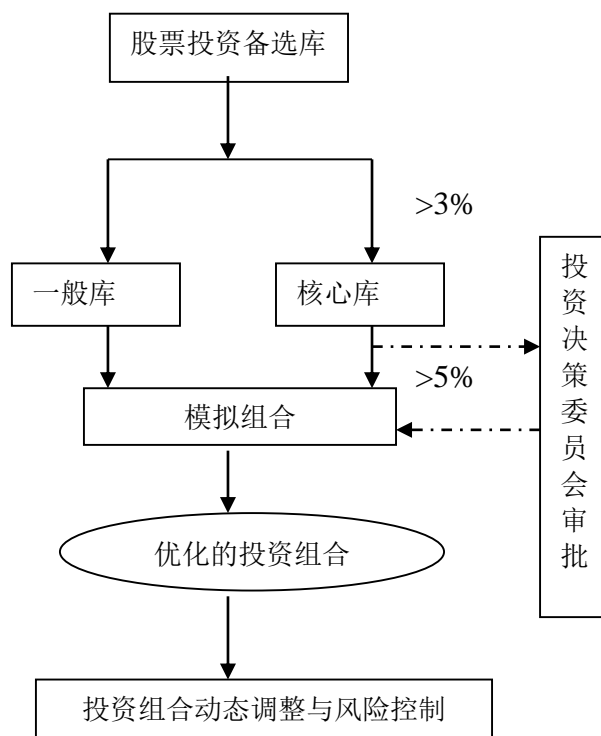 股票投资备选库
>3%
一般库
核心库
投资决策委员会审批
>5%
模拟组合
优化的投资组合
投资组合动态调整与风险控制